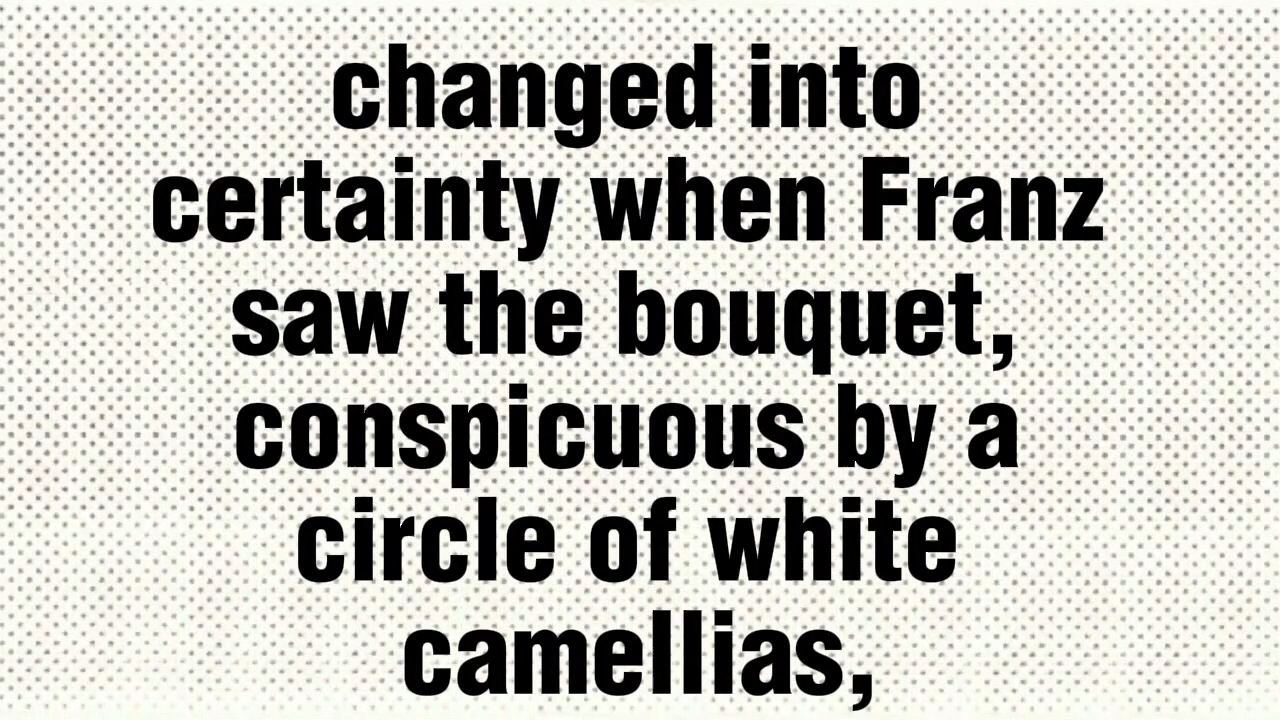 changed into
certainty when Franz
saw the bouquet,
conspicuous by a
circle of white
camellias,